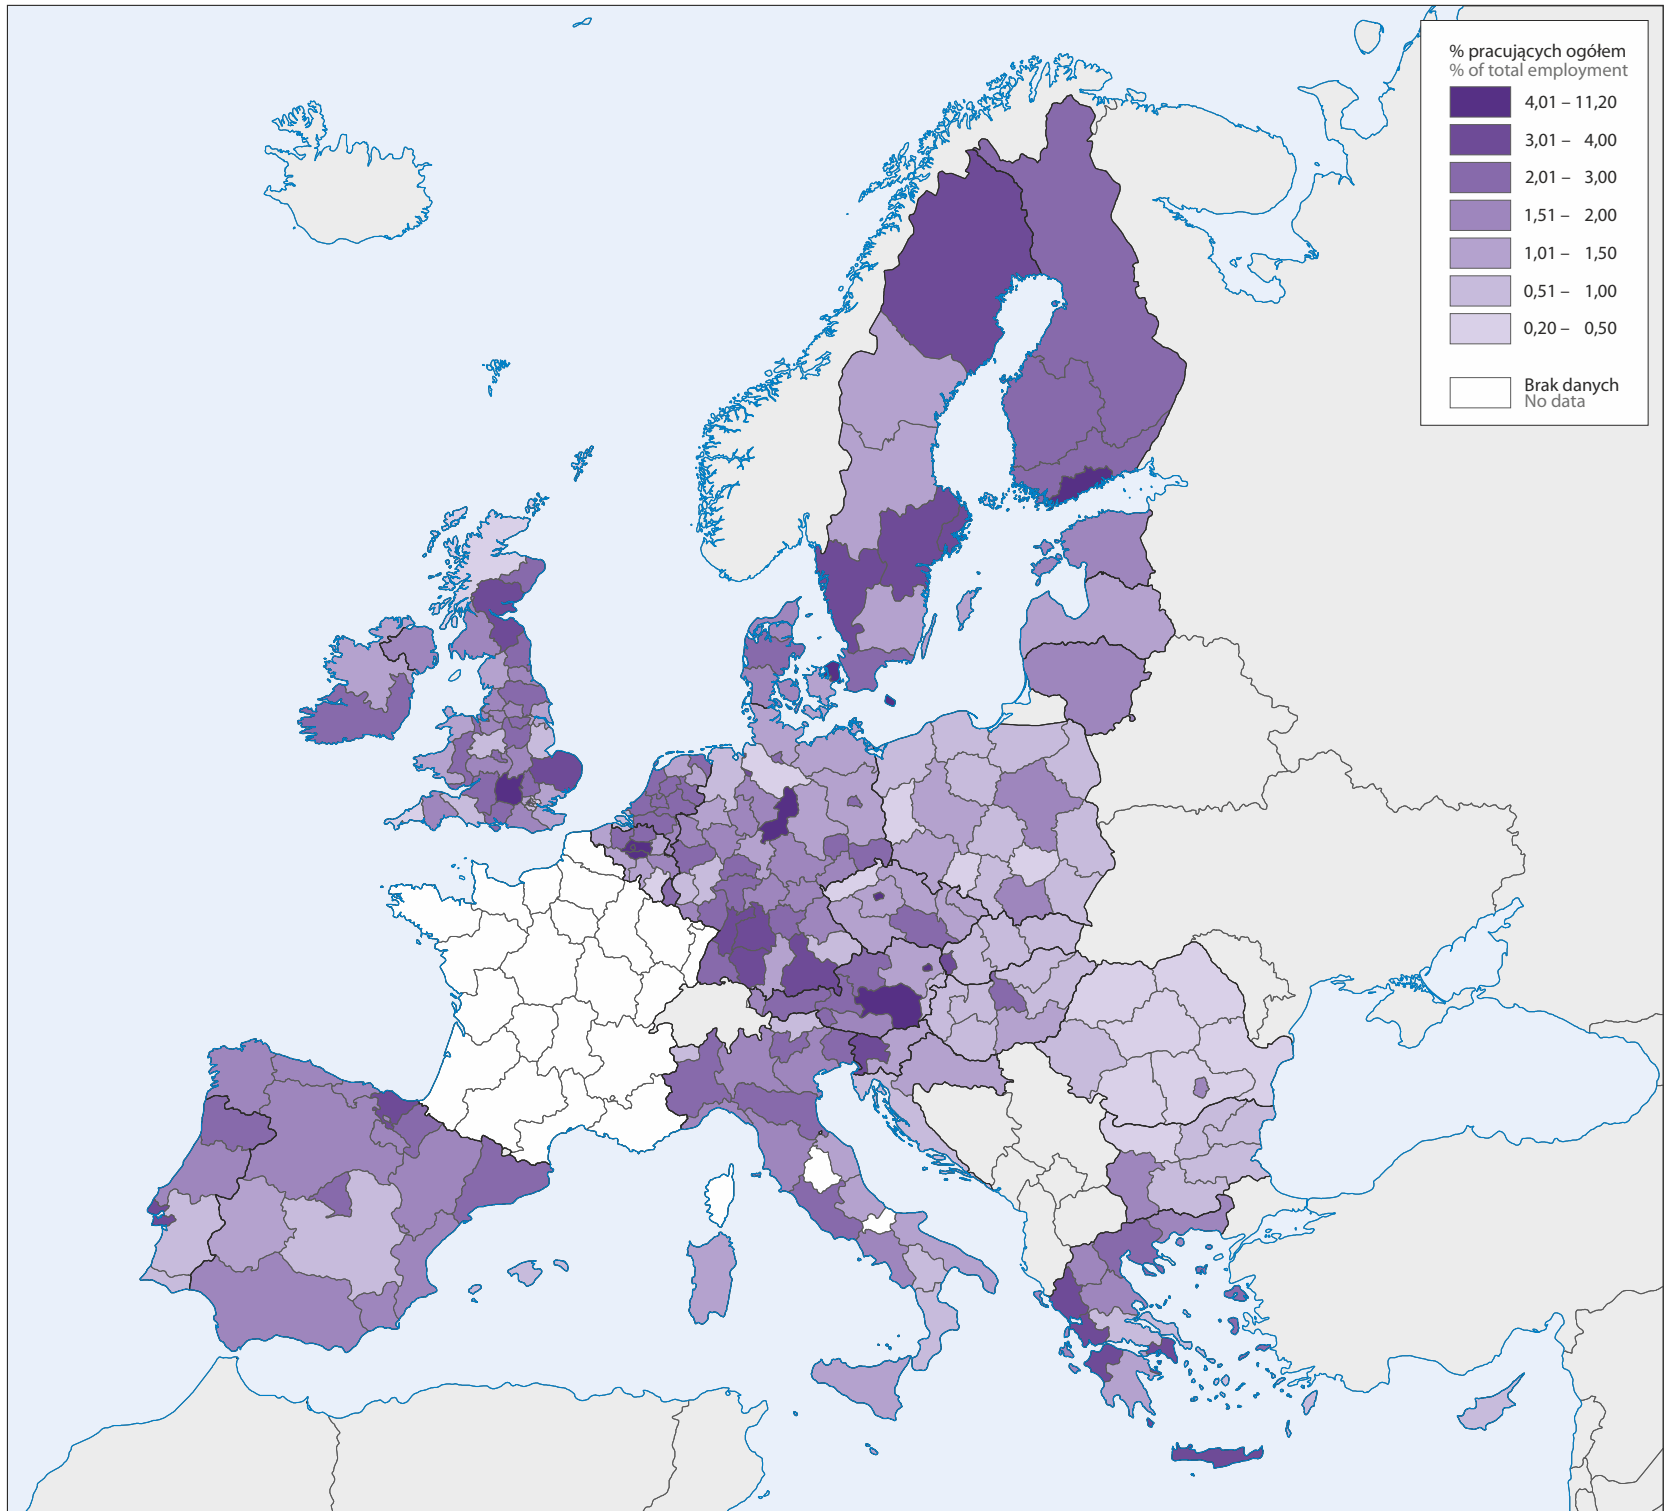 % pracujących ogółem
% of total employment
4,01 – 11,20
3,01 – 4,00
2,01 – 3,00
1,51 – 2,00
1,01 – 1,50
0,51 – 1,00
0,20 – 0,50
Brak danych
No data